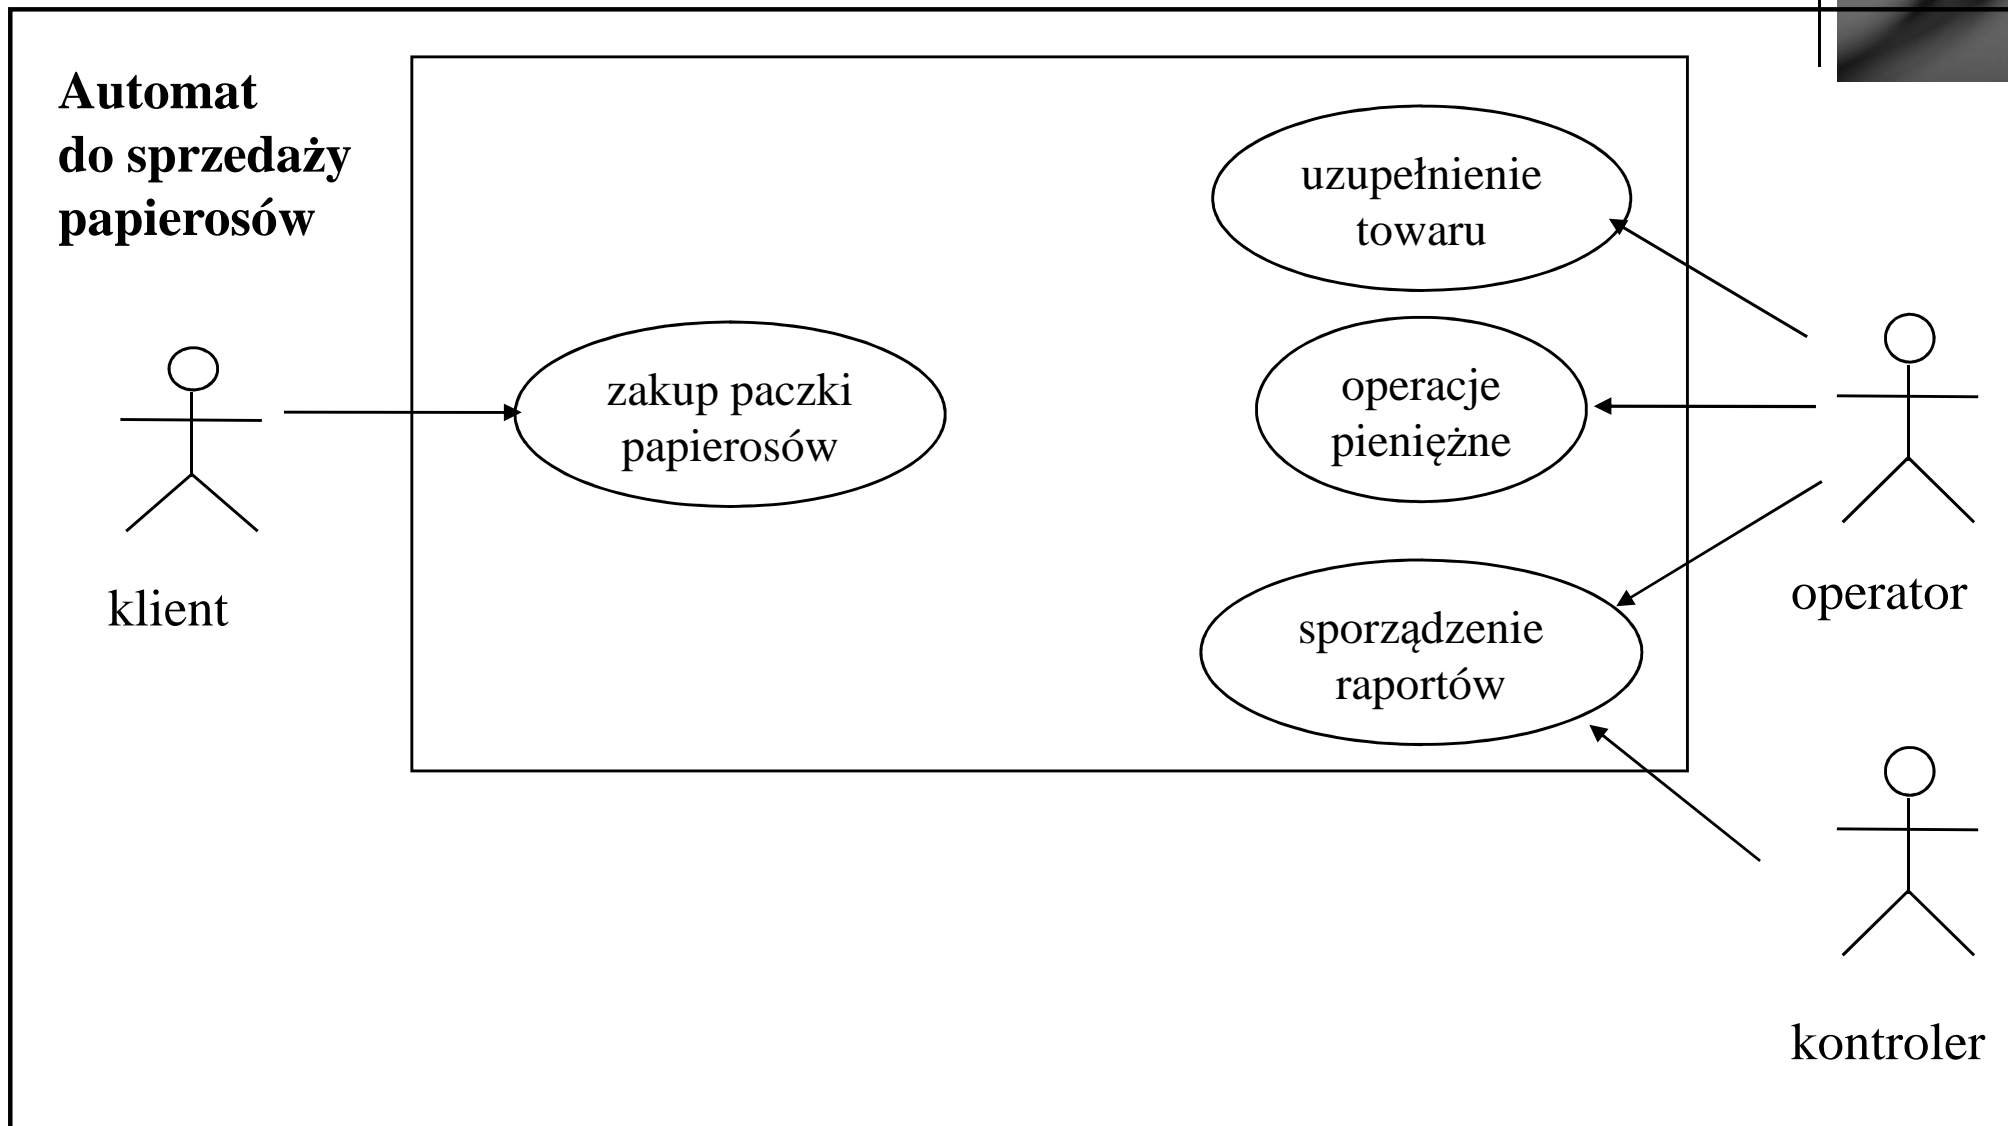 Automat
do sprzedaży
papierosów
uzupełnienie
towaru
zakup paczki
papierosów
operacje
pieniężne
klient
operator
sporządzenie
raportów
kontroler